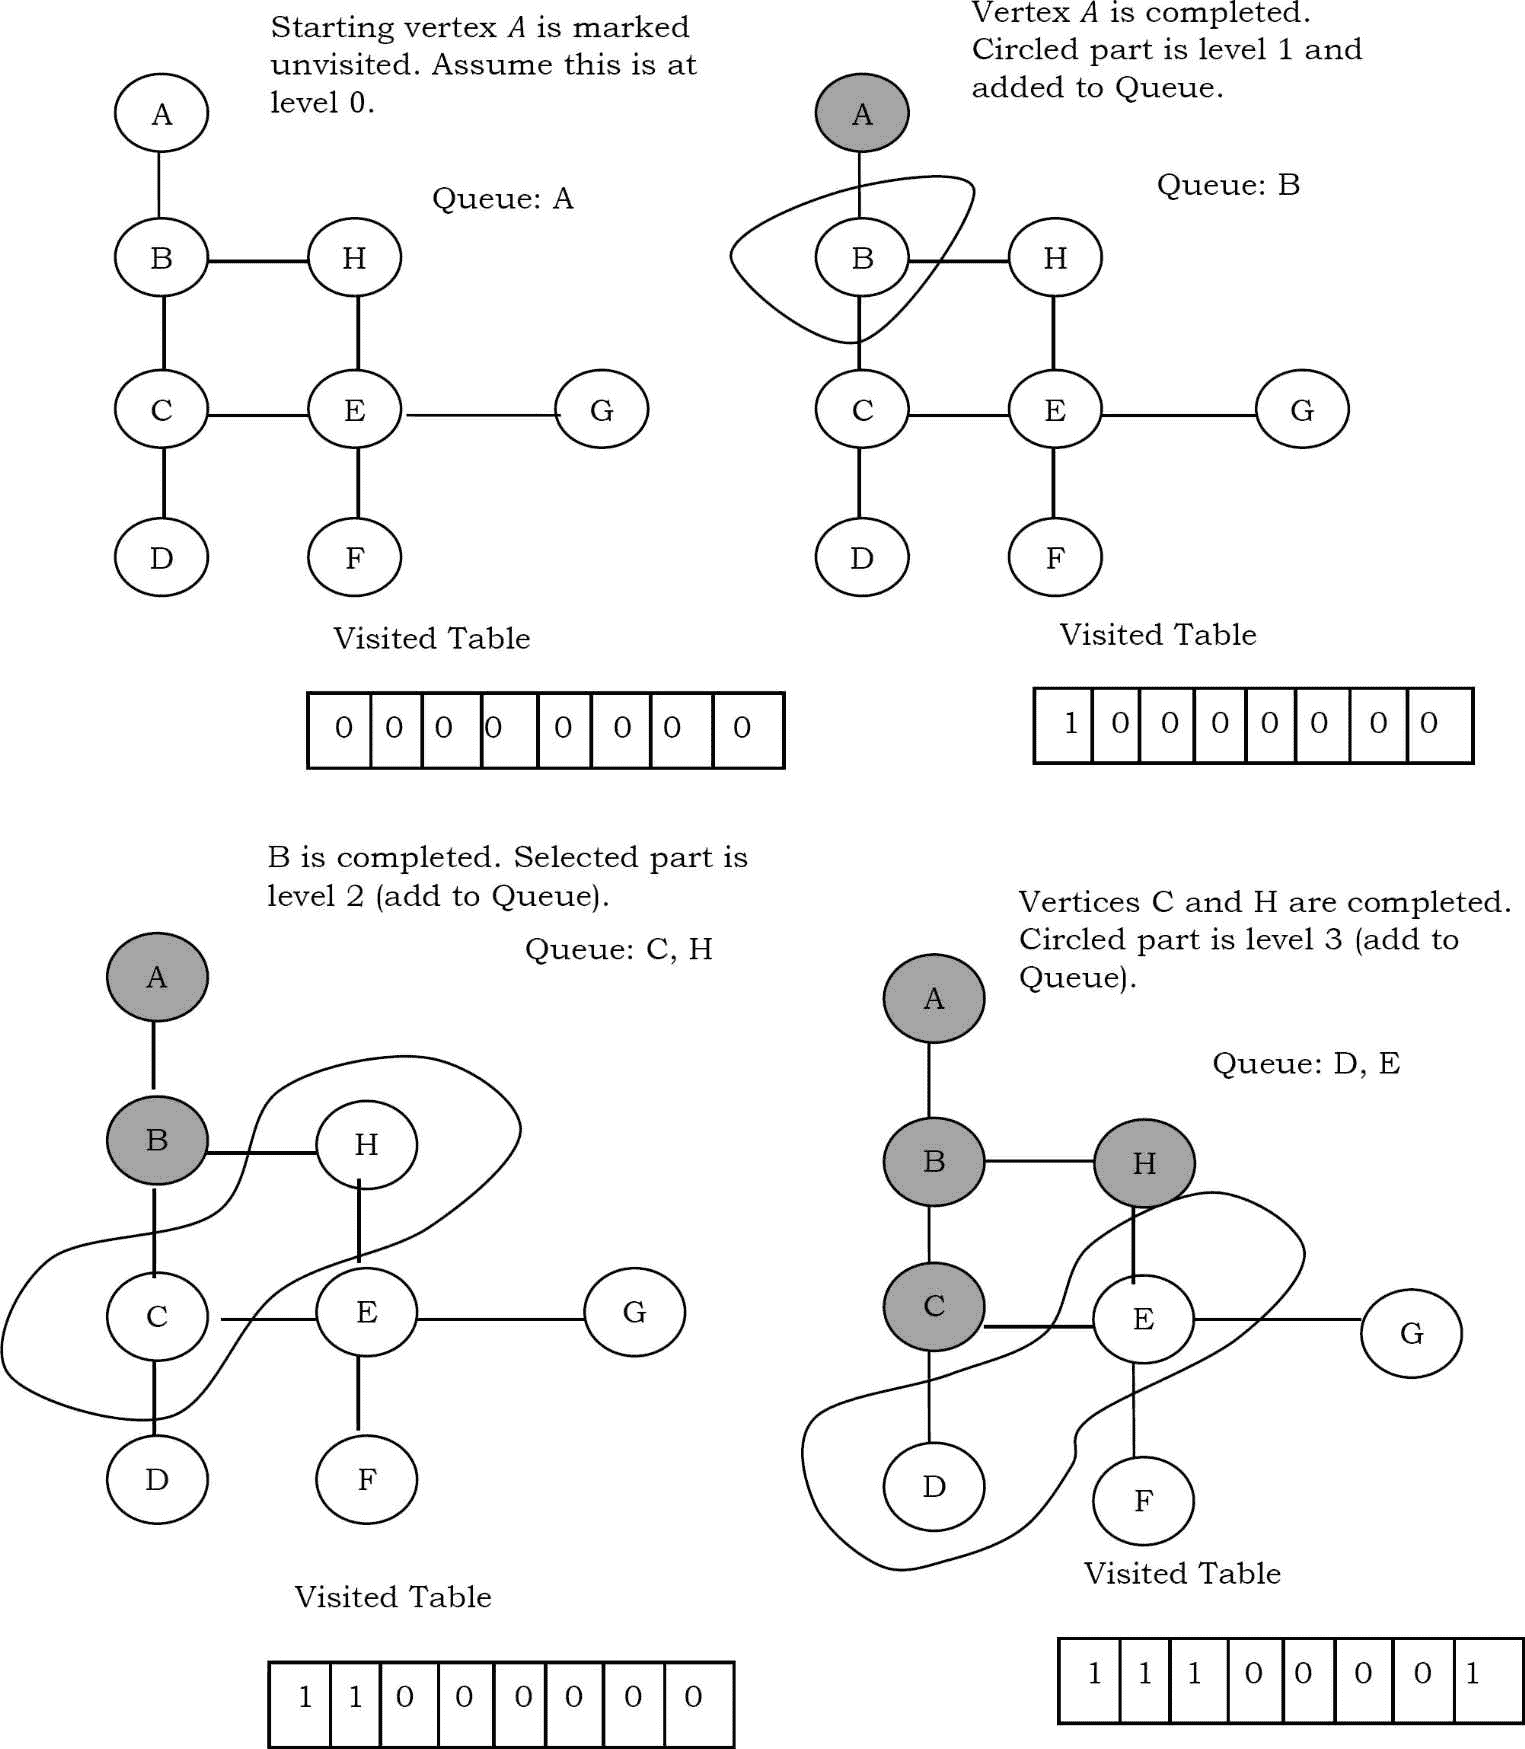 Starting vertex A is marked
unvisited. Assume this is at
level 0.
A
Queue: A
B H
C E G
D F
Visited Table
0 0 0 0 0 0 0 0
Vertex A is completed.
Circled part is level 1 and
added to Queue.
A
Queue: B
B H
C E G
D F
Visited Table
1 0 0 0 0 0 0 0
B is completed. Selected part is
level 2 (add to Queue).
Queue: C, H
A
B H
C E G
D F
Visited Table
1 1 0 0 0 0 0 0
Vertices C and H are completed.
Circled part is level 3 (add to
Queue).
A
Queue: D, E
B H
C E G
D F
Visited Table
1 1 1 0 0 0 0 1